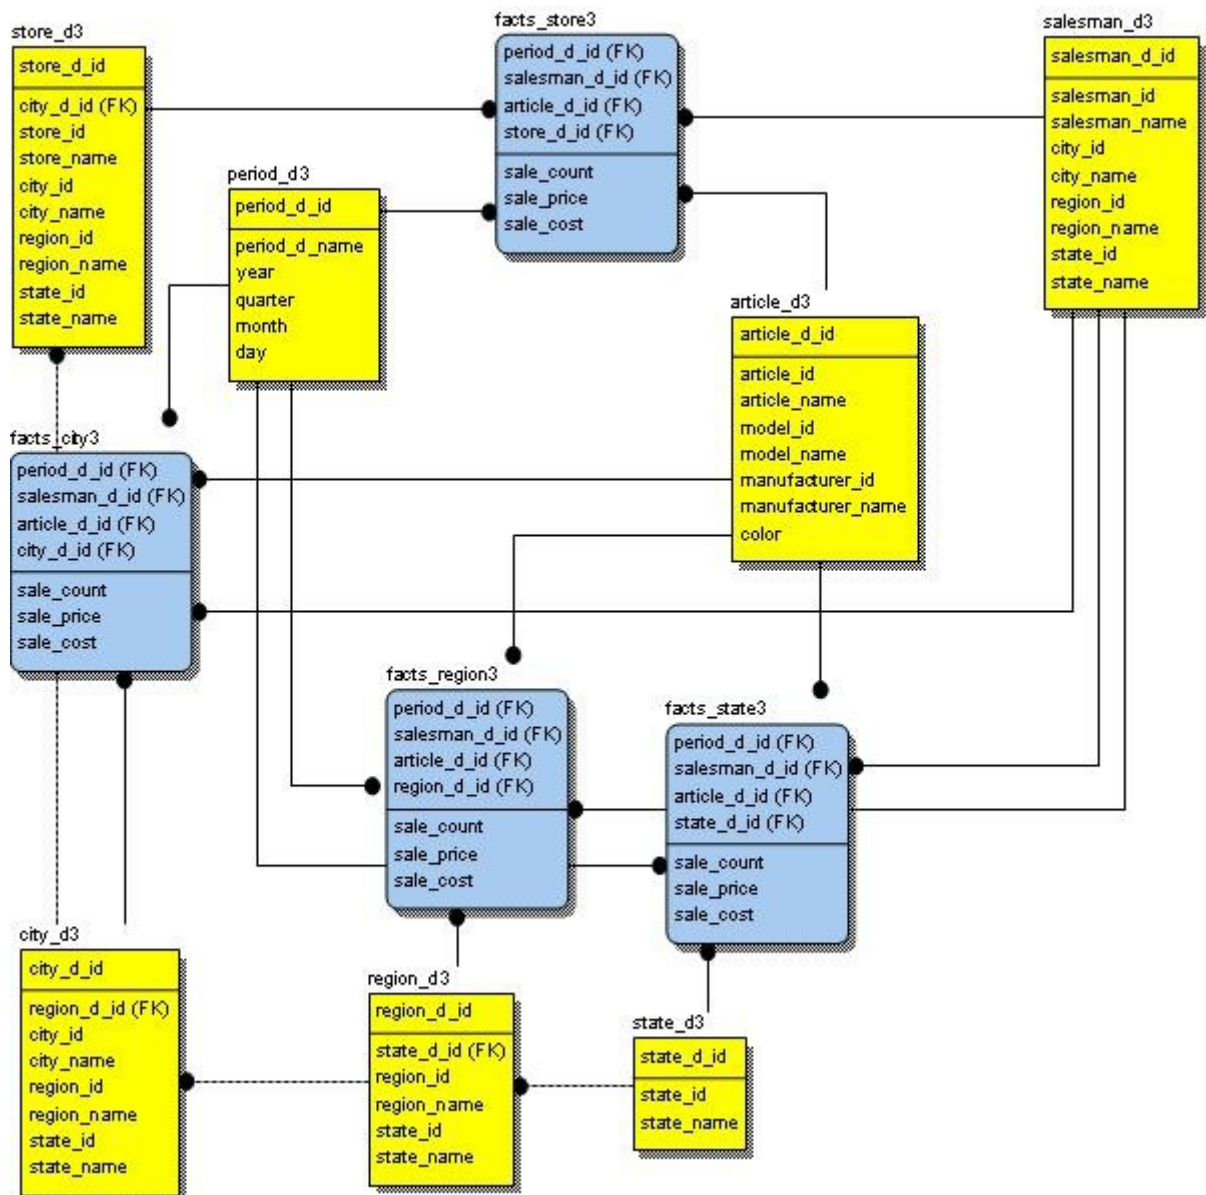 store_d3
store_d_id
city_d_id (FK)
store_id
store_name
city_id
city_name
region_id
region_name
state_id
state_name
facts_store3
period_d_id (FK)
salesman_d_id (FK)
article_d_id (FK)
store_d_id (FK)
sale_count
sale_price
sale_cost
salesman_d3
salesman_d_id
salesman_id
salesman_name
city_id
city_name
region_id
region_name
state_id
state_name
period_d3
period_d_id
period_d_name
year
quarter
month
day
article_d3
article_d_id
article_id
article_name
model_id
model_name
manufacturer_id
manufacturer_name
color
facts_city3
period_d_id (FK)
salesman_d_id (FK)
article_d_id (FK)
city_d_id (FK)
sale_count
sale_price
sale_cost
facts_region3
period_d_id (FK)
salesman_d_id (FK)
article_d_id (FK)
region_d_id (FK)
sale_count
sale_price
sale_cost
facts_state3
period_d_id (FK)
salesman_d_id (FK)
article_d_id (FK)
state_d_id (FK)
sale_count
sale_price
sale_cost
city_d3
city_d_id
region_d_id (FK)
city_id
city_name
region_id
region_name
state_id
state_name
region_d3
region_d_id
state_d_id (FK)
region_id
region_name
state_id
state_name
state_d3
state_d_id
state_id
state_name